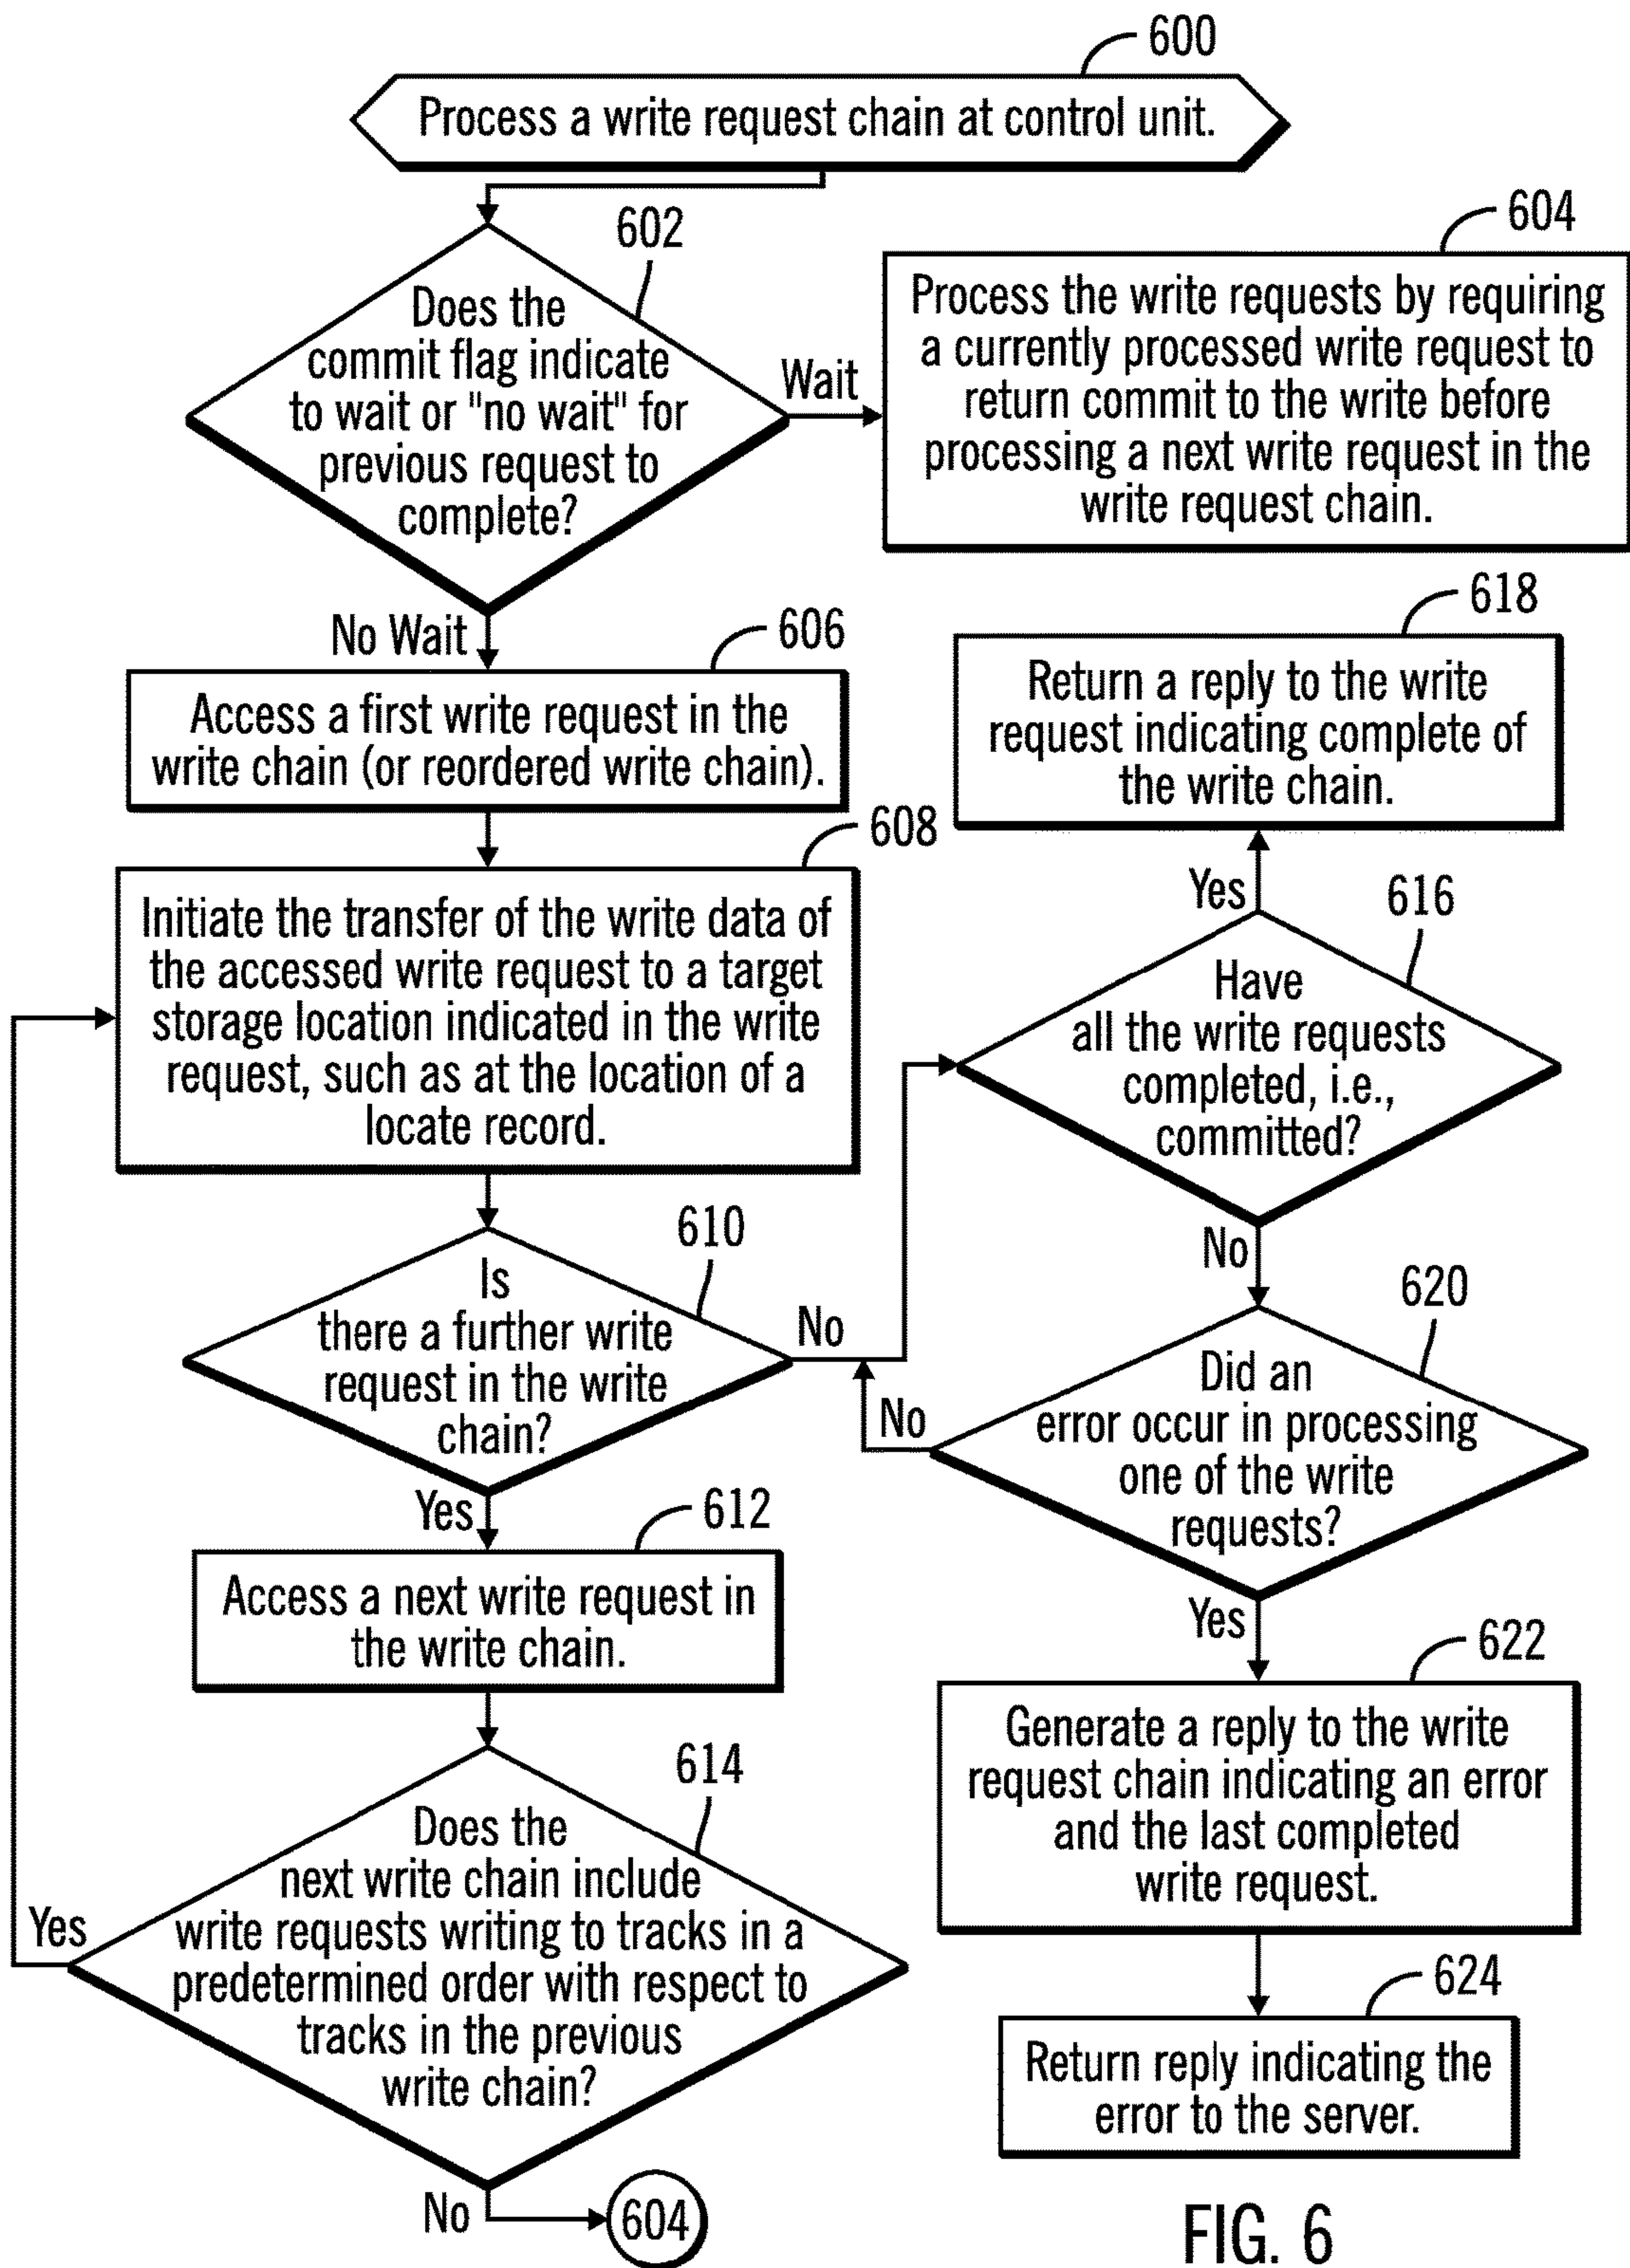 600
Process a write request chain at control unit.
602
Does the
commit flag indicate
to wait or "no wait" for
previous request to
complete?
Wait
604
Process the write requests by requiring
a currently processed write request to
return commit to the write before
processing a next write request in the
write request chain.
No Wait
606
Access a first write request in the
write chain (or reordered write chain).
608
Initiate the transfer of the write data of
the accessed write request to a target
storage location indicated in the write
request, such as at the location of a
locate record.
610
Is
there a further write
request in the write
chain?
No
Yes
612
Access a next write request in
the write chain.
614
Does the
next write chain include
write requests writing to tracks in a
predetermined order with respect to
tracks in the previous
write chain?
Yes
No
604
618
Return a reply to the write
request indicating complete of
the write chain.
Yes
616
Have
all the write requests
completed, i.e.,
committed?
No
620
Did an
error occur in processing
one of the write
requests?
No
Yes
622
Generate a reply to the write
request chain indicating an error
and the last completed
write request.
624
Return reply indicating the
error to the server.
FIG. 6